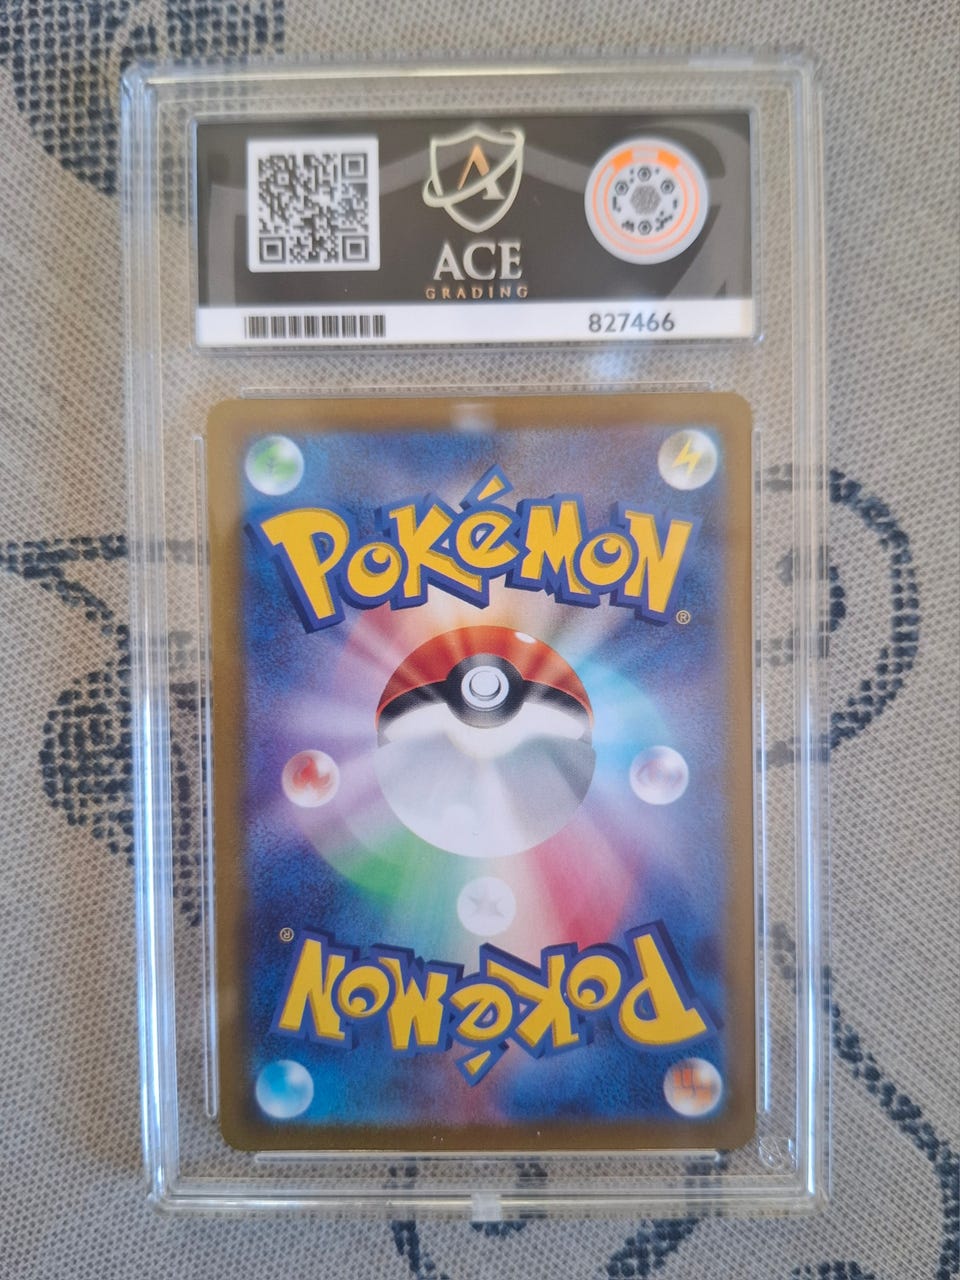 ACE
GRADING
827466
POKéMON
®
®
POKéMON